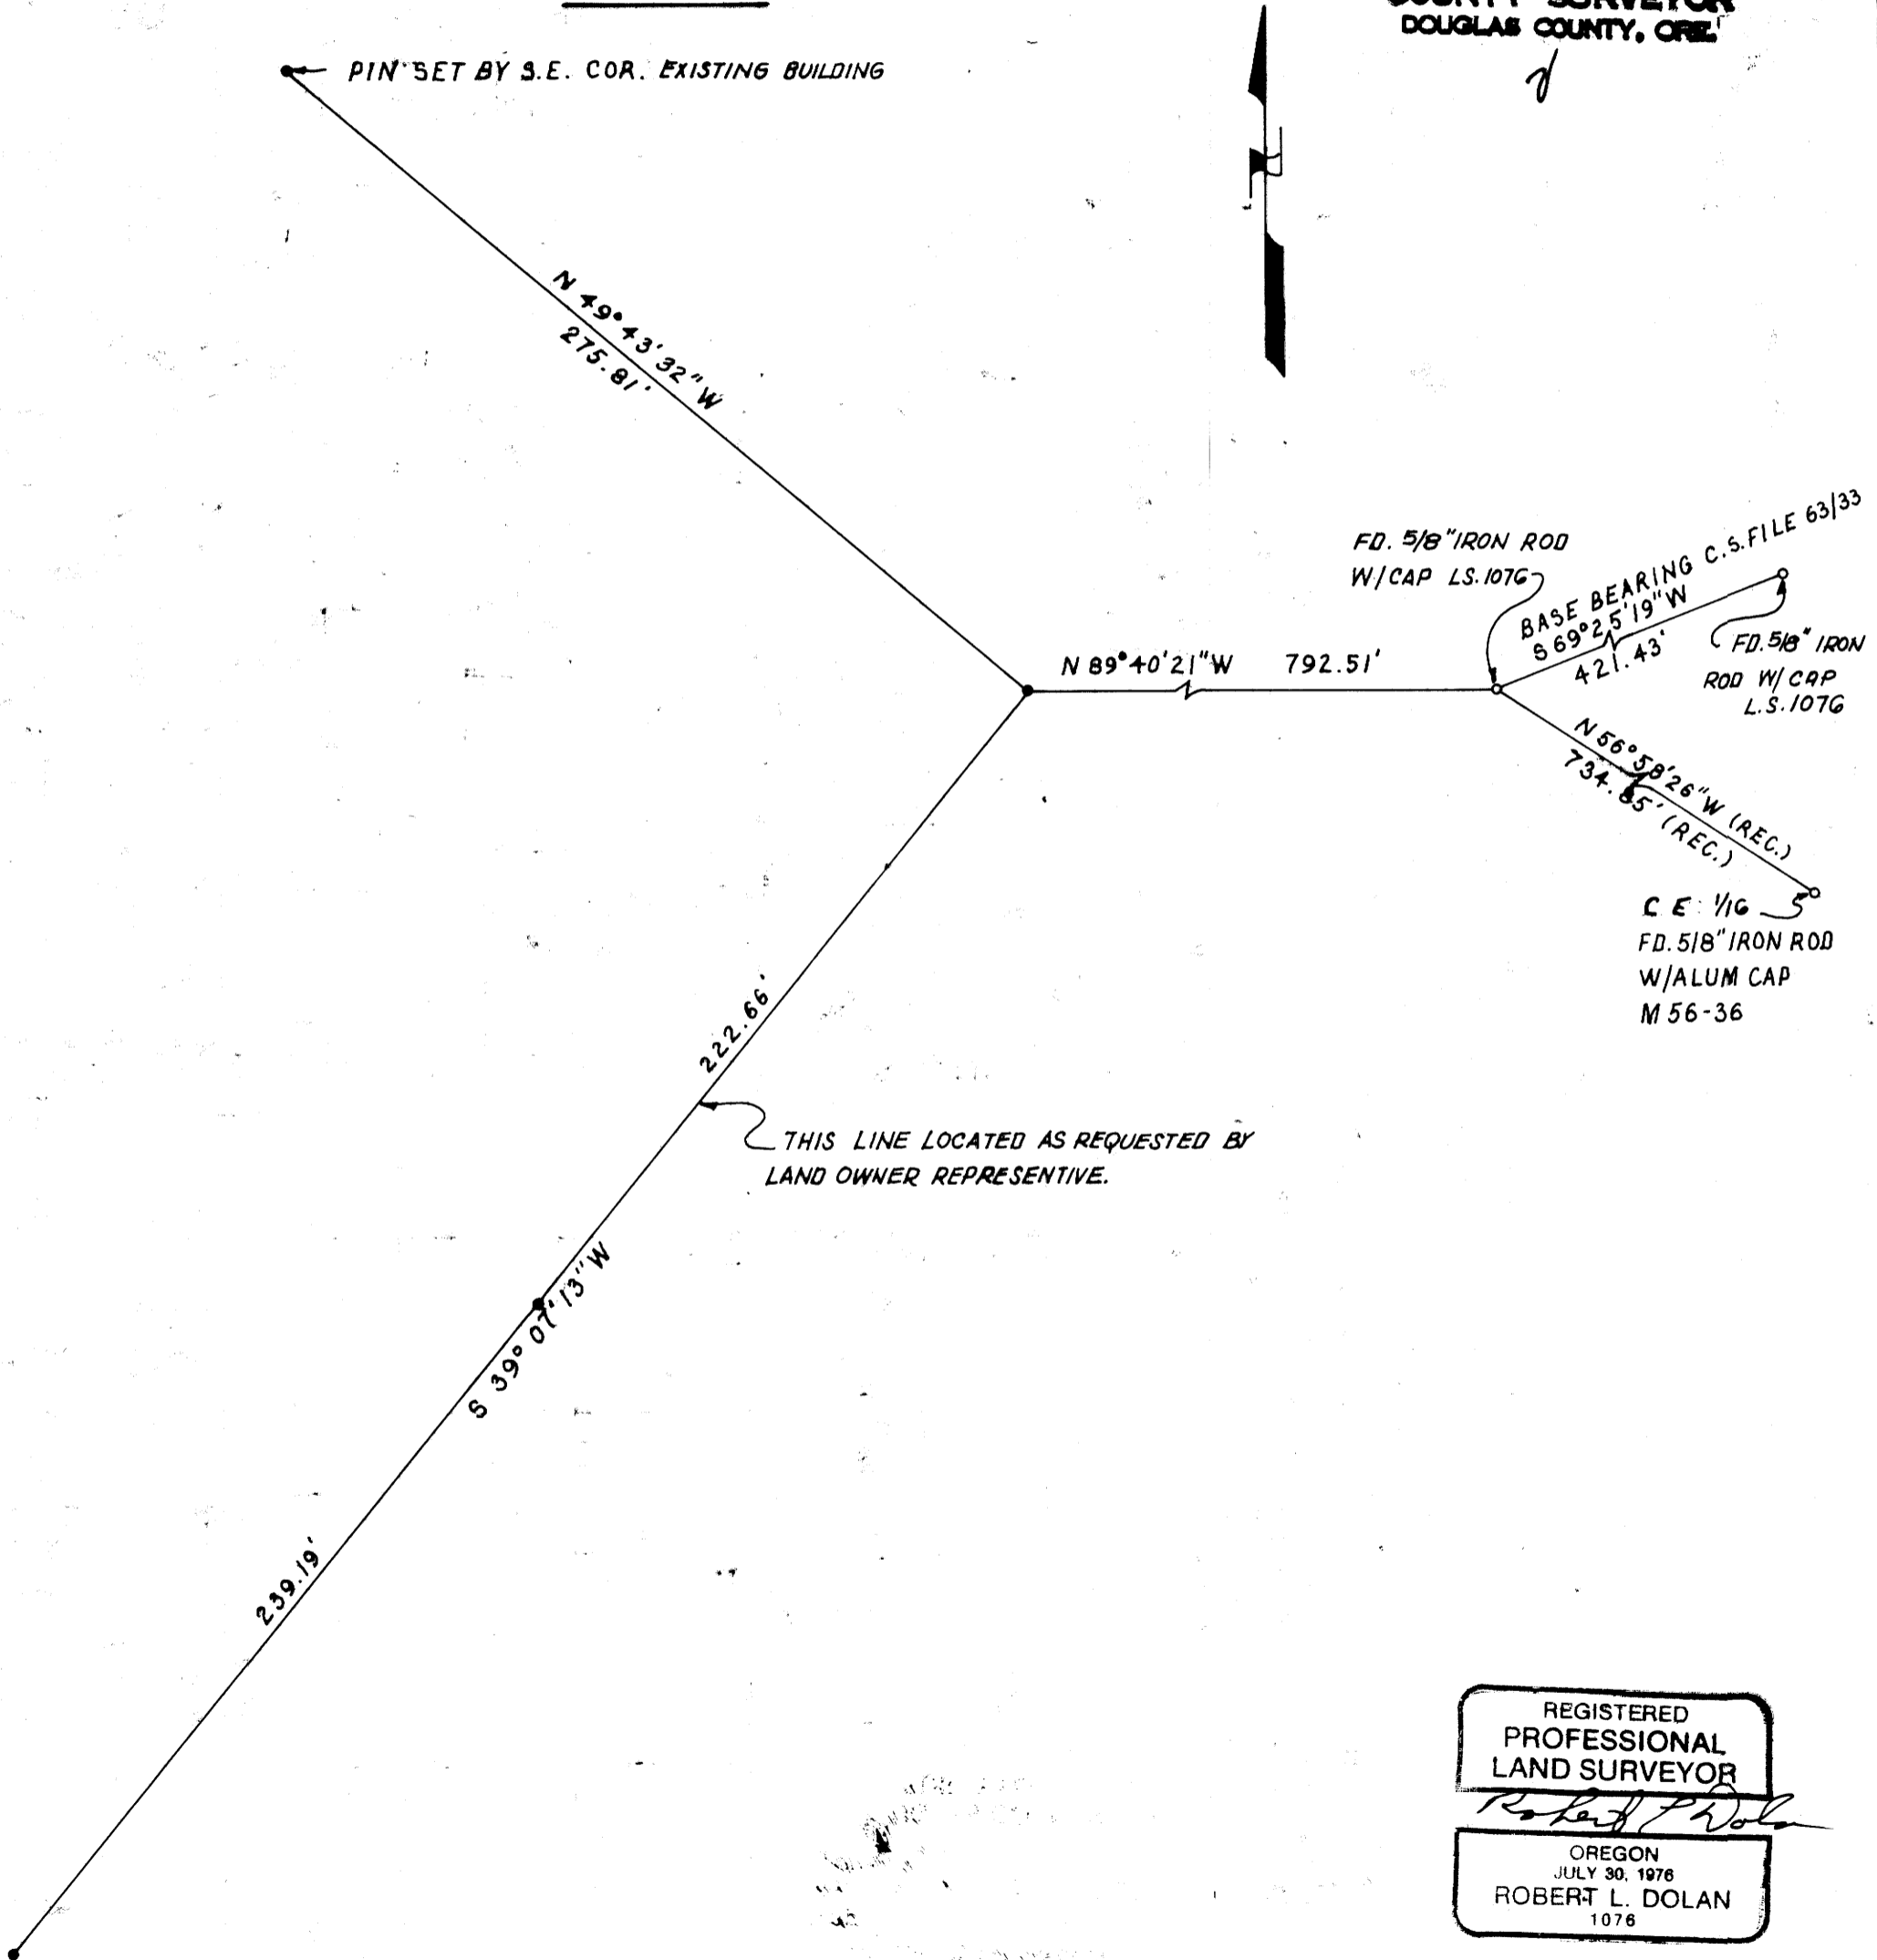 COUNTY SURVEYOR
DOUGLAS COUNTY, ORE.
PIN SET BY S.E. COR. EXISTING BUILDING
N 49° 43' 32" W
275.81'
FD. 5/8" IRON ROD
W/CAP LS. 1076
BASE BEARING C.S. FILE 63/33
S 69° 25' 19" W
421.43'
FD. 5/8" IRON
ROD W/ CAP
L.S. 1076
N 89° 40' 21" W 792.51'
N 56° 58' 26" W (REC.)
734.85' (REC.)
C E 1/16
FD. 5/8" IRON ROD
W/ALUM CAP
M 56-36
222.66'
THIS LINE LOCATED AS REQUESTED BY
LAND OWNER REPRESENTIVE.
S 39° 07' 13" W
239.19'
REGISTERED
PROFESSIONAL
LAND SURVEYOR
Robert L Dolan
OREGON
JULY 30, 1976
ROBERT L. DOLAN
1076